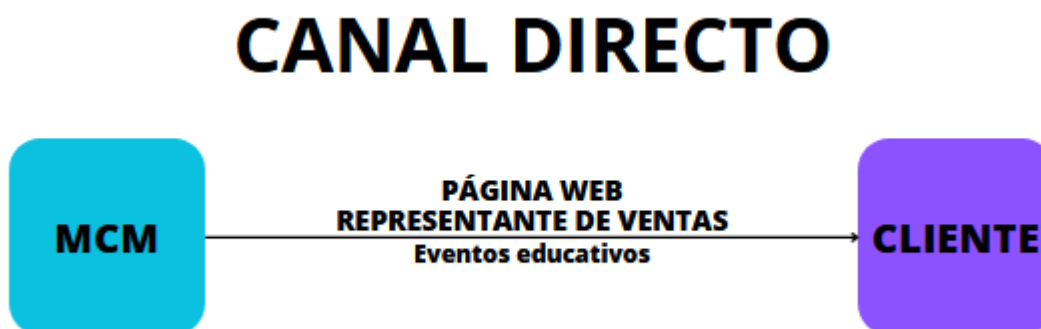 CANAL DIRECTO
PÁGINA WEB
REPRESENTANTE DE VENTAS
MCM
CLIENTE
Eventos educativos